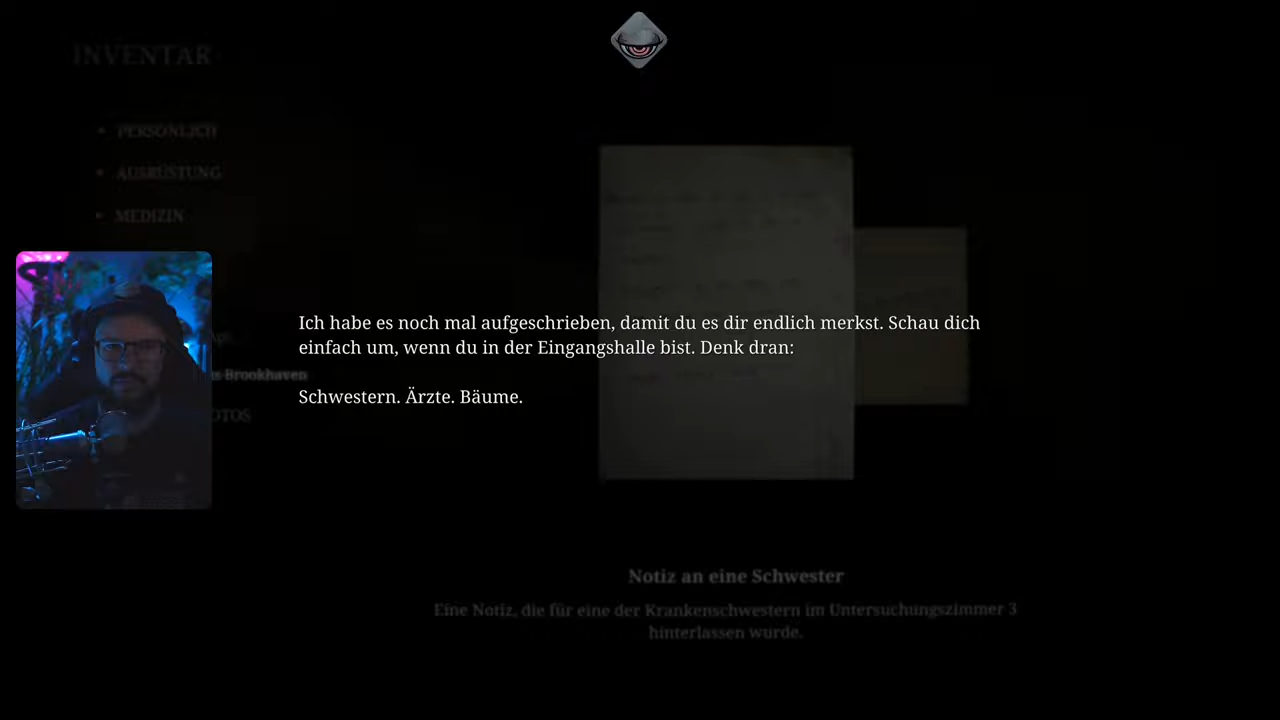 INVENTAR
PERSÖNLICH
AUSRÜSTUNG
MEDIZIN
Ich habe es noch mal aufgeschrieben, damit du es dir endlich merkst. Schau dich
einfach um, wenn du in der Eingangshalle bist. Denk dran:
Brookhaven
Schwestern. Ärzte. Bäume.
Notiz an eine Schwester
Eine Notiz, die für eine der Krankenschwestern im Untersuchungszimmer 3
hinterlassen wurde.